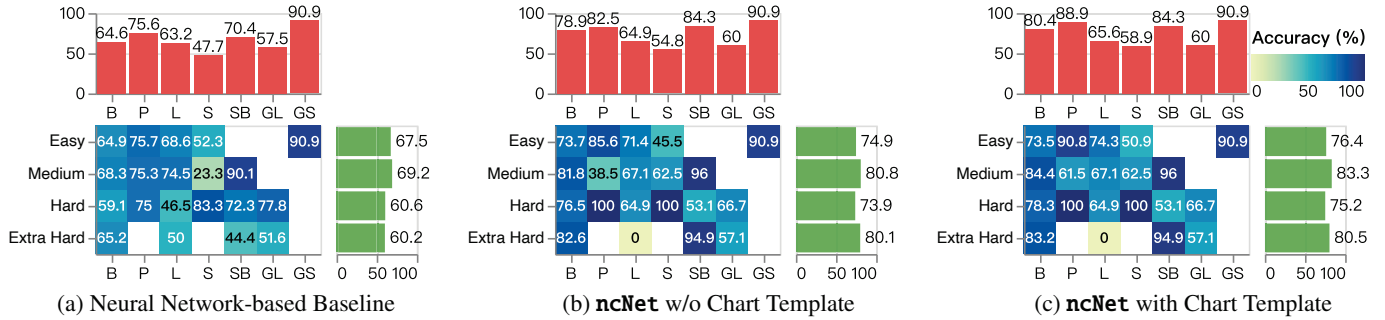 64.6 75.6 63.2 47.7 70.4 57.5 90.9
100
50
0
B P L S SB GL GS
Easy 64.9 75.7 68.6 52.3 90.9 67.5
Medium 68.3 75.3 74.5 23.3 90.1 69.2
Hard 59.1 75 46.5 83.3 72.3 77.8 60.6
Extra Hard 65.2 50 44.4 51.6 60.2
B P L S SB GL GS 0 50 100
(a) Neural Network-based Baseline
78.9 82.5 64.9 54.8 84.3 60 90.9
100
50
0
B P L S SB GL GS
Easy 73.7 85.6 71.4 45.5 90.9 74.9
Medium 81.8 38.5 67.1 62.5 96 80.8
Hard 76.5 100 64.9 100 53.1 66.7 73.9
Extra Hard 82.6 0 94.9 57.1 80.1
B P L S SB GL GS 0 50 100
(b) ncNet w/o Chart Template
80.4 88.9 65.6 58.9 84.3 60 90.9
100
50
0
B P L S SB GL GS
Accuracy (%)
0 50 100
Easy 73.5 90.8 74.3 50.9 90.9 76.4
Medium 84.4 61.5 67.1 62.5 96 83.3
Hard 78.3 100 64.9 100 53.1 66.7 75.2
Extra Hard 83.2 0 94.9 57.1 80.5
B P L S SB GL GS 0 50 100
(c) ncNet with Chart Template